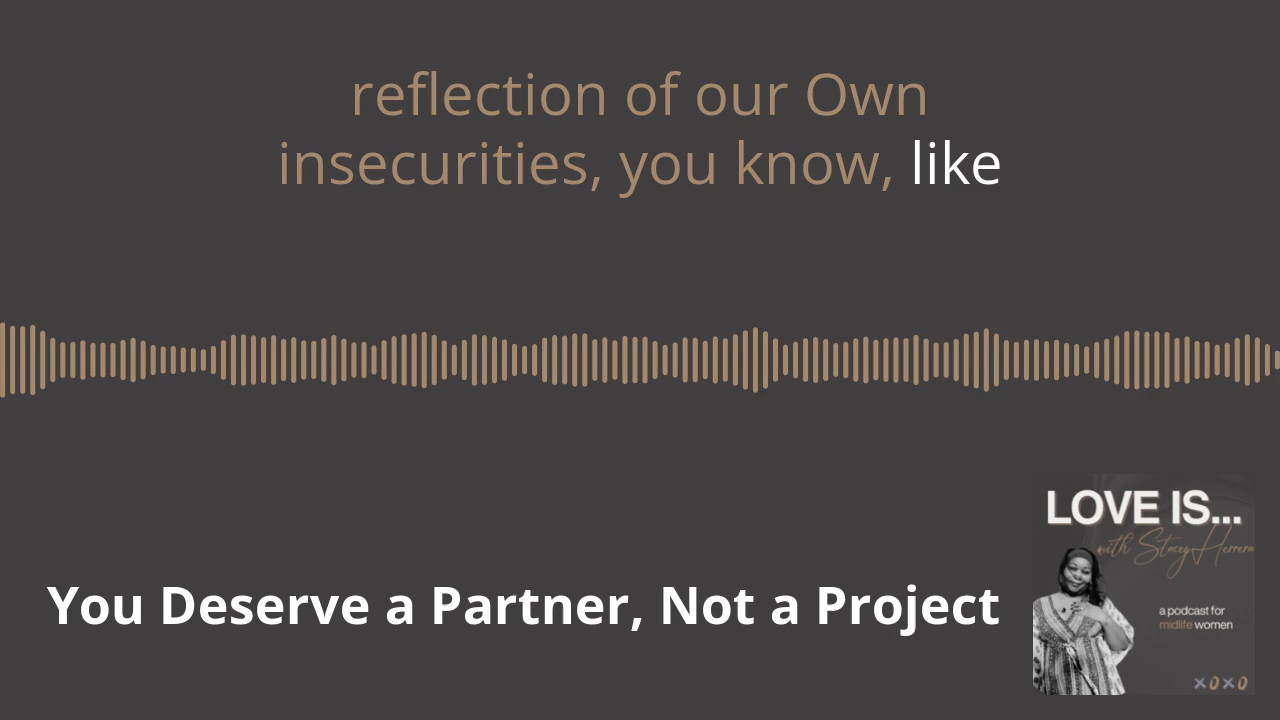 reflection of our Own
insecurities, you know, like
LOVE IS...
with Stacey Herrera
a podcast for
midlife women
You Deserve a Partner, Not a Project
XOXO